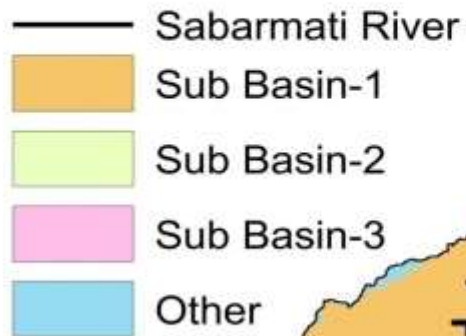 Sabarmati River
Sub Basin-1
Sub Basin-2
Sub Basin-3
Other